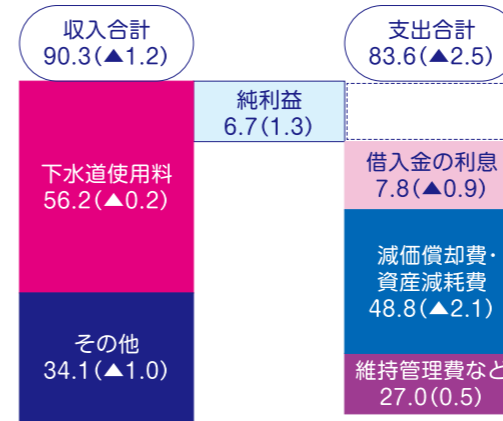 収入合計
90.3(▲1.2)
支出合計
83.6(▲2.5)
純利益
6.7(1.3)
下水道使用料
56.2(▲0.2)
その他
34.1(▲1.0)
借入金の利息
7.8(▲0.9)
減価償却費・
資産減耗費
48.8(▲2.1)
維持管理費など
27.0(0.5)